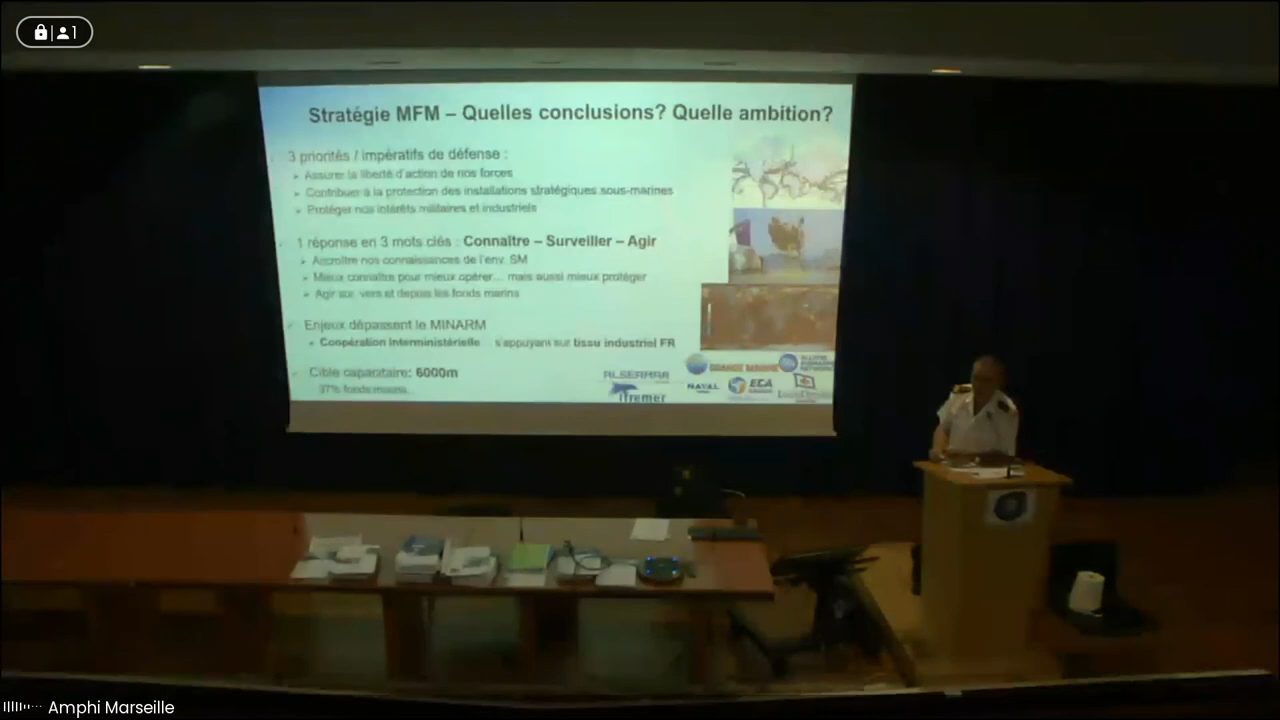 1
Stratégie MFM – Quelles conclusions? Quelle ambition?
3 priorités / impératifs de défense :
Assurer la liberté d'action de nos forces
Contribuer à la protection des installations stratégiques sous-marines
Protéger nos intérêts militaires et industriels
1 réponse en 3 mots clés : Connaître – Surveiller – Agir
Accroître nos connaissances de l'env. SM
Mieux connaître pour mieux opérer... mais aussi mieux protéger
Agir sur, vers et depuis les fonds marins
Enjeux dépassent le MINARM
Coopération interministérielle s'appuyant sur tissu industriel FR
Cible capacitaire: 6000m
97% fonds marins
ALSEAMAR
ifremer
NAVAL
ECA
Amphi Marseille